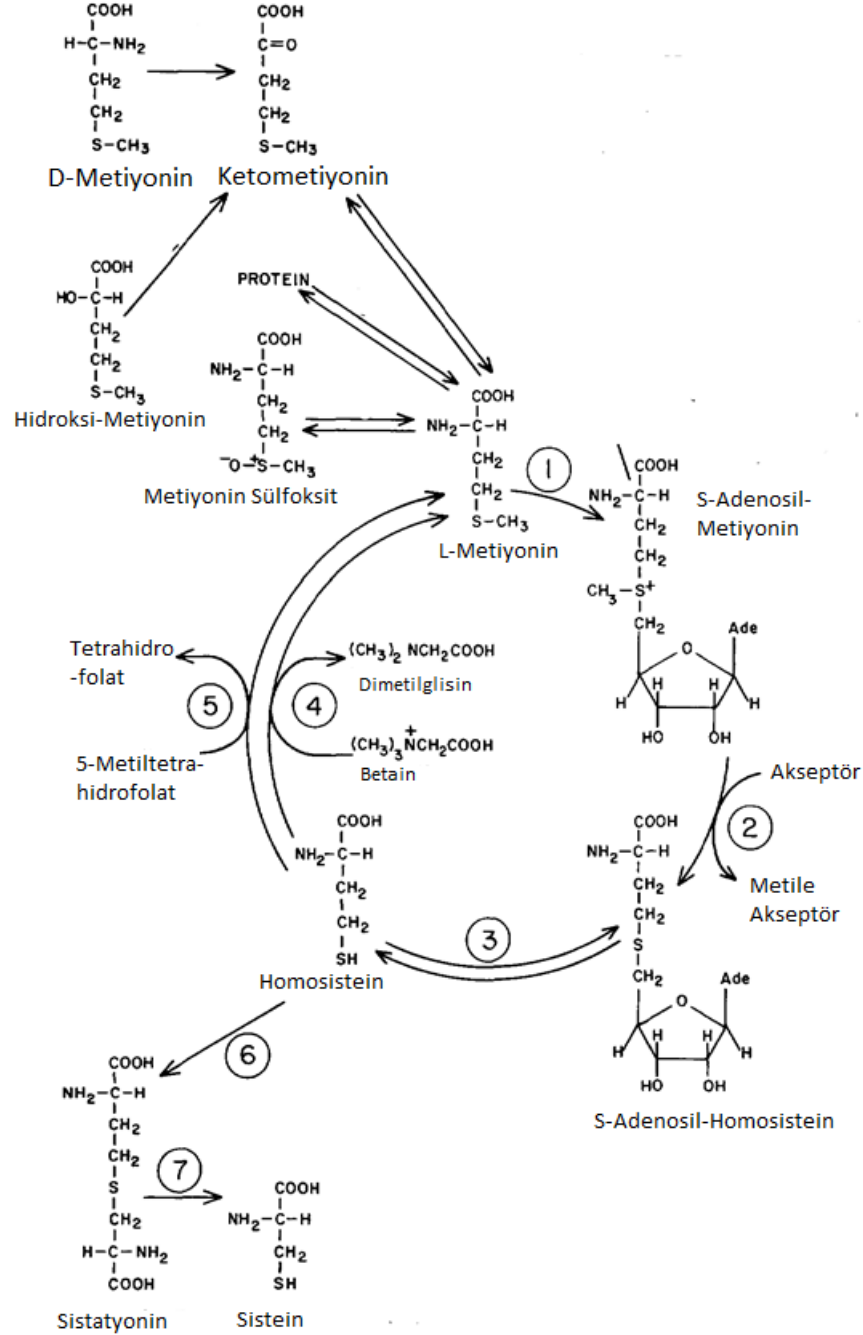 COOH
H-C-NH2
CH2
CH2
S-CH3
D-Metiyonin
COOH
C=O
CH2
CH2
S-CH3
Ketometiyonin
COOH
HO-C-H
CH2
CH2
S-CH3
Hidroksi-Metiyonin
PROTEIN
COOH
NH2-C-H
CH2
CH2
-O-S+-CH3
Metiyonin Sülfoksit
COOH
NH2-C-H
CH2
CH2
S-CH3
L-Metiyonin
1
COOH
NH2-C-H
CH2
CH2
CH3-S+
CH2
O
Ade
H
H
H
H
HO
OH
S-Adenosil-
Metiyonin
Tetrahidro
-folat
5
5-Metiltetra-
hidrofolat
4
(CH3)2 NCH2COOH
Dimetilglisin
(CH3)3N+CH2COOH
Betain
Akseptör
2
Metile
Akseptör
COOH
NH2-C-H
CH2
CH2
SH
Homosistein
3
COOH
NH2-C-H
CH2
CH2
S
CH2
O
Ade
H
H
H
H
HO
OH
S-Adenosil-Homosistein
6
COOH
NH2-C-H
CH2
CH2
S
CH2
H-C-NH2
COOH
Sistatyonin
7
COOH
NH2-C-H
CH2
SH
Sistein